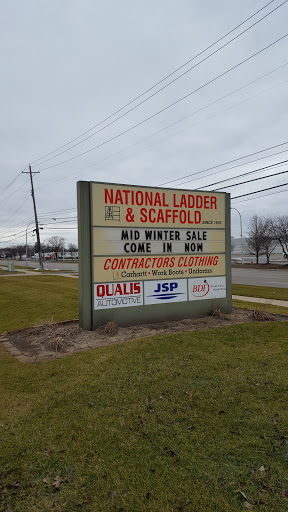 NATIONAL LADDER
& SCAFFOLD SINCE
MID WINTER SALE
COME IN NOW
CONTRACTORS CLOTHING
Carhartt • Work Boots • Uniforms
QUALIS JSP BDI
AUTOMOTIVE